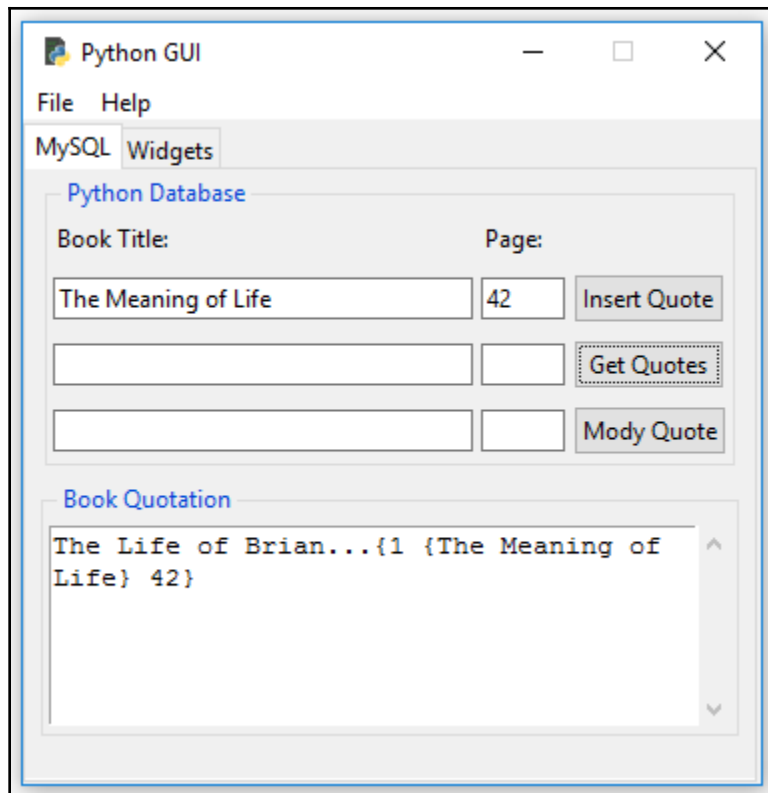 Python GUI
File Help
MySQL Widgets
Python Database
Book Title: Page:
The Meaning of Life 42 Insert Quote
Get Quotes
Mody Quote
Book Quotation
The Life of Brian...{1 {The Meaning of
Life} 42}